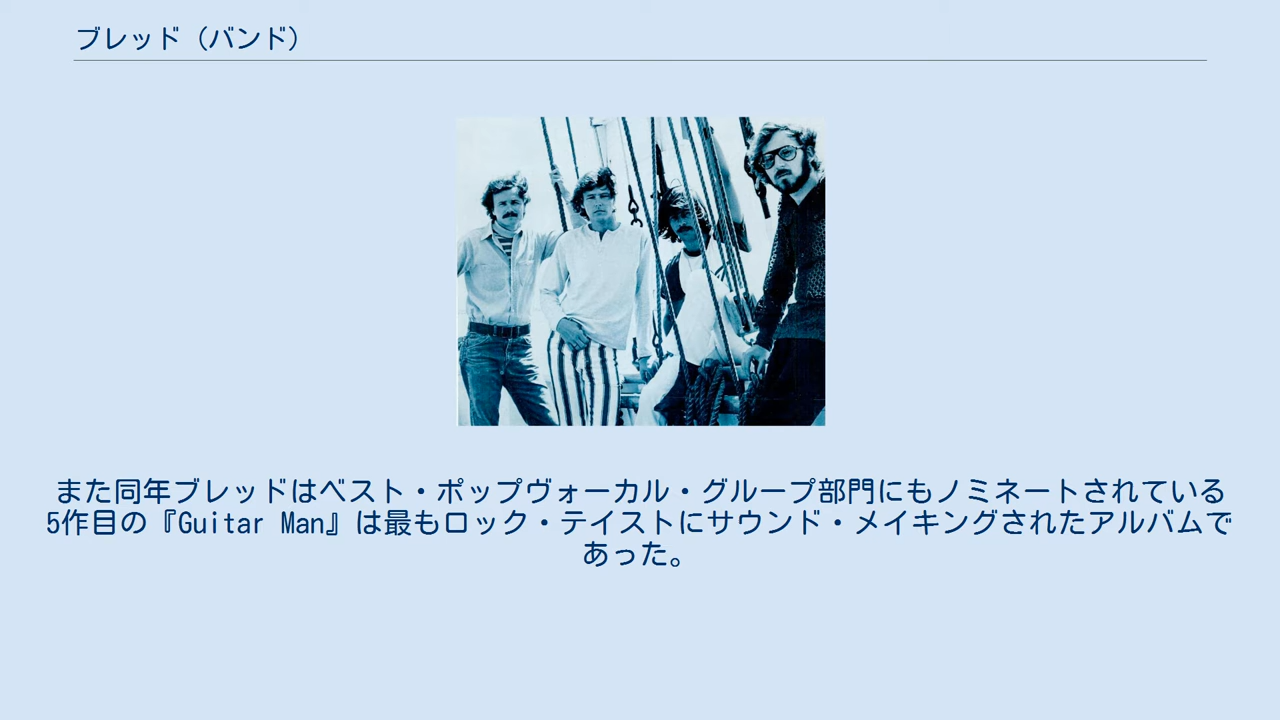 ブレッド（バンド）
また同年ブレッドはベスト・ポップヴォーカル・グループ部門にもノミネートされている
5作目の『Guitar Man』は最もロック・テイストにサウンド・メイキングされたアルバムで
あった。